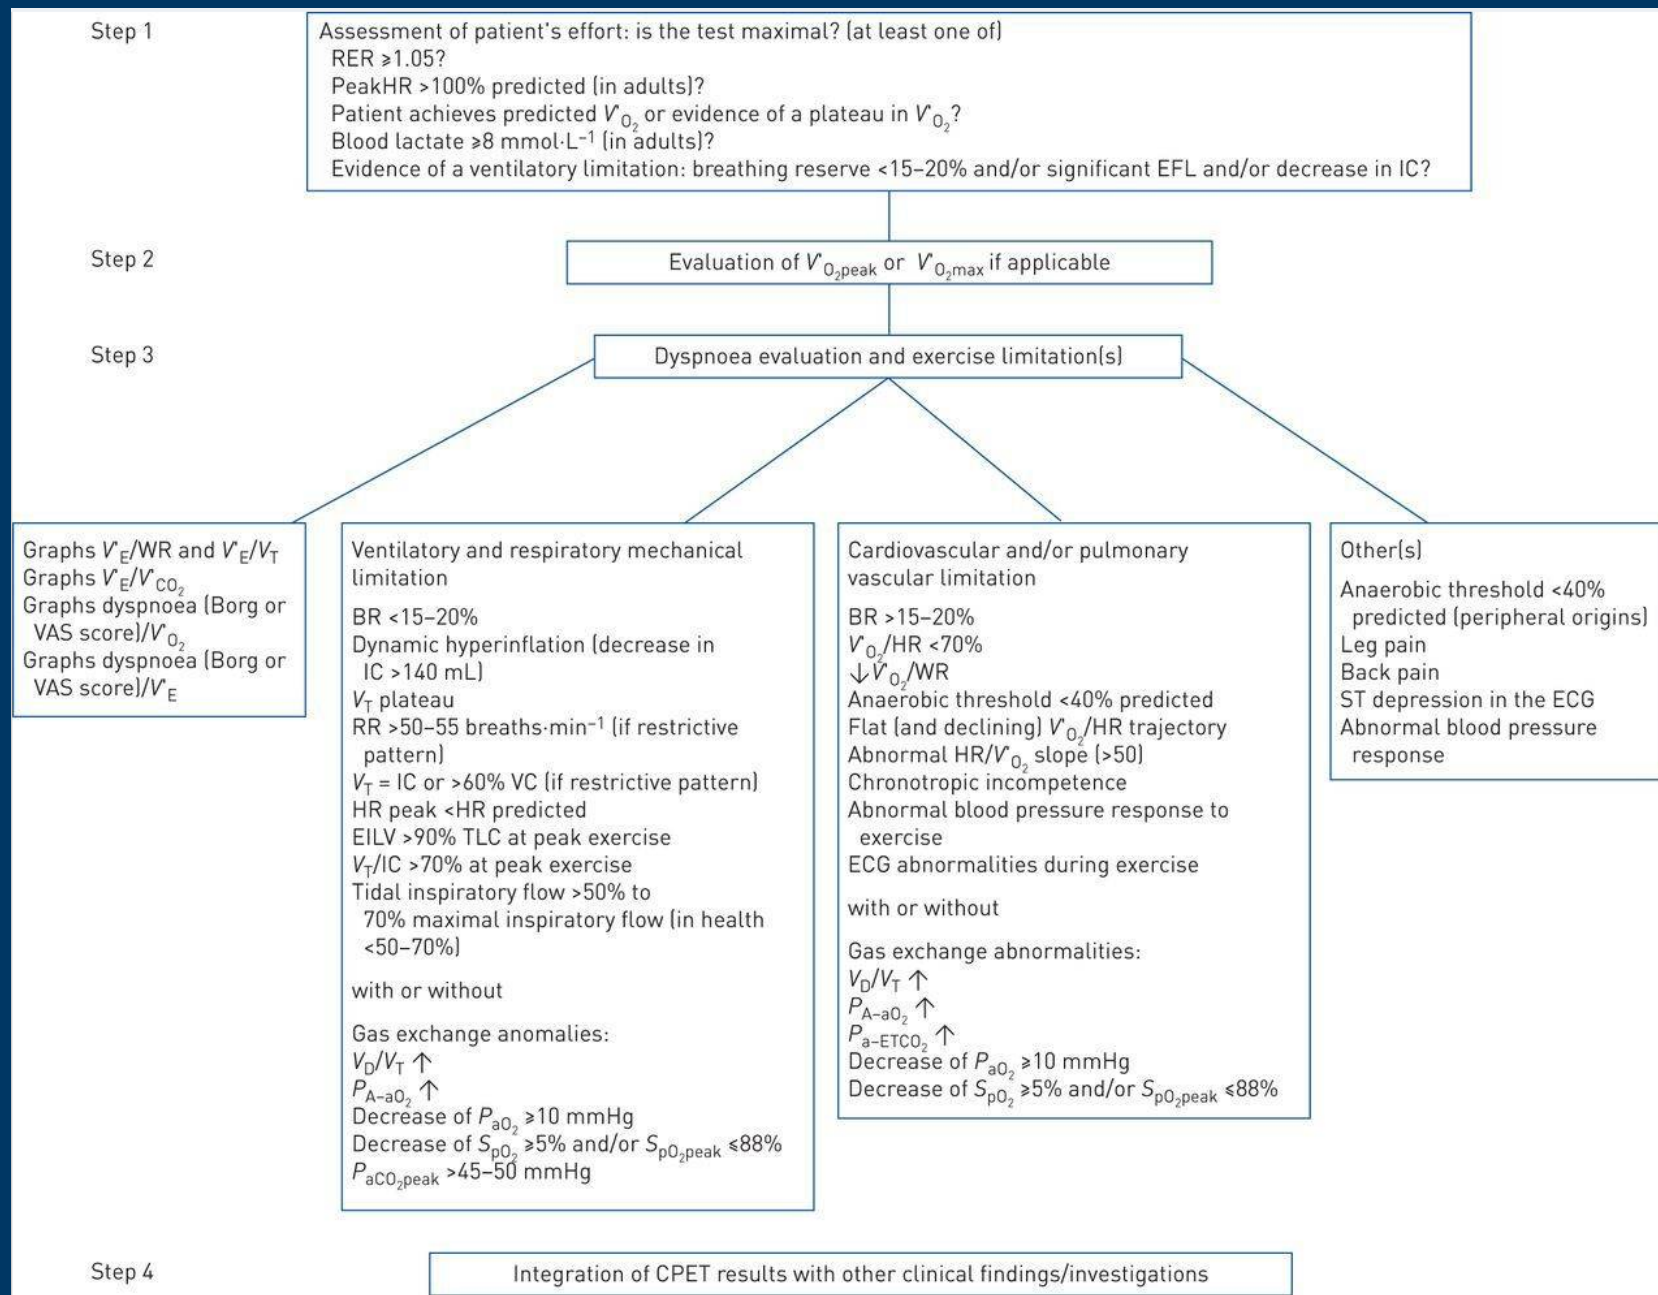 Step 1
Assessment of patient's effort: is the test maximal? (at least one of)
RER ≥1.05?
PeakHR >100% predicted (in adults)?
Patient achieves predicted V′O₂ or evidence of a plateau in V′O₂?
Blood lactate ≥8 mmol·L⁻¹ (in adults)?
Evidence of a ventilatory limitation: breathing reserve <15–20% and/or significant EFL and/or decrease in IC?
Step 2
Evaluation of V′O₂peak or V′O₂max if applicable
Step 3
Dyspnoea evaluation and exercise limitation(s)
Graphs V′E/WR and V′E/VT
Graphs V′E/V′CO₂
Graphs dyspnoea (Borg or
VAS score)/V′O₂
Graphs dyspnoea (Borg or
VAS score)/V′E
Ventilatory and respiratory mechanical
limitation
BR <15–20%
Dynamic hyperinflation (decrease in
IC >140 mL)
VT plateau
RR >50–55 breaths·min⁻¹ (if restrictive
pattern)
VT = IC or >60% VC (if restrictive pattern)
HR peak <HR predicted
EILV >90% TLC at peak exercise
VT/IC >70% at peak exercise
Tidal inspiratory flow >50% to
70% maximal inspiratory flow (in health
<50–70%)
with or without
Gas exchange anomalies:
VD/VT ↑
PA–aO₂ ↑
Decrease of PaO₂ ≥10 mmHg
Decrease of SpO₂ ≥5% and/or SpO₂peak ≤88%
PaCO₂peak >45–50 mmHg
Cardiovascular and/or pulmonary
vascular limitation
BR >15–20%
V′O₂/HR <70%
↓V′O₂/WR
Anaerobic threshold <40% predicted
Flat (and declining) V′O₂/HR trajectory
Abnormal HR/V′O₂ slope (>50)
Chronotropic incompetence
Abnormal blood pressure response to
exercise
ECG abnormalities during exercise
with or without
Gas exchange abnormalities:
VD/VT ↑
PA–aO₂ ↑
Pa–ETCO₂ ↑
Decrease of PaO₂ ≥10 mmHg
Decrease of SpO₂ ≥5% and/or SpO₂peak ≤88%
Other(s)
Anaerobic threshold <40%
predicted (peripheral origins)
Leg pain
Back pain
ST depression in the ECG
Abnormal blood pressure
response
Step 4
Integration of CPET results with other clinical findings/investigations